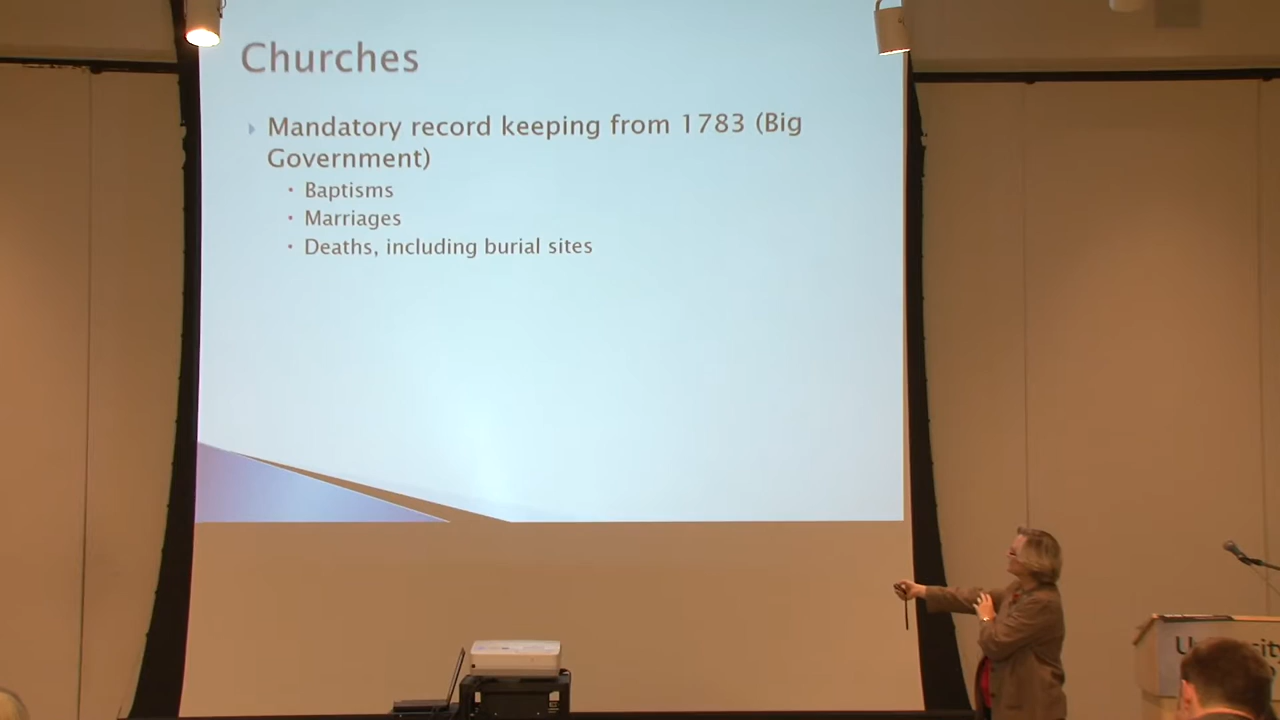 Churches
Mandatory record keeping from 1783 (Big
Government)
Baptisms
Marriages
Deaths, including burial sites